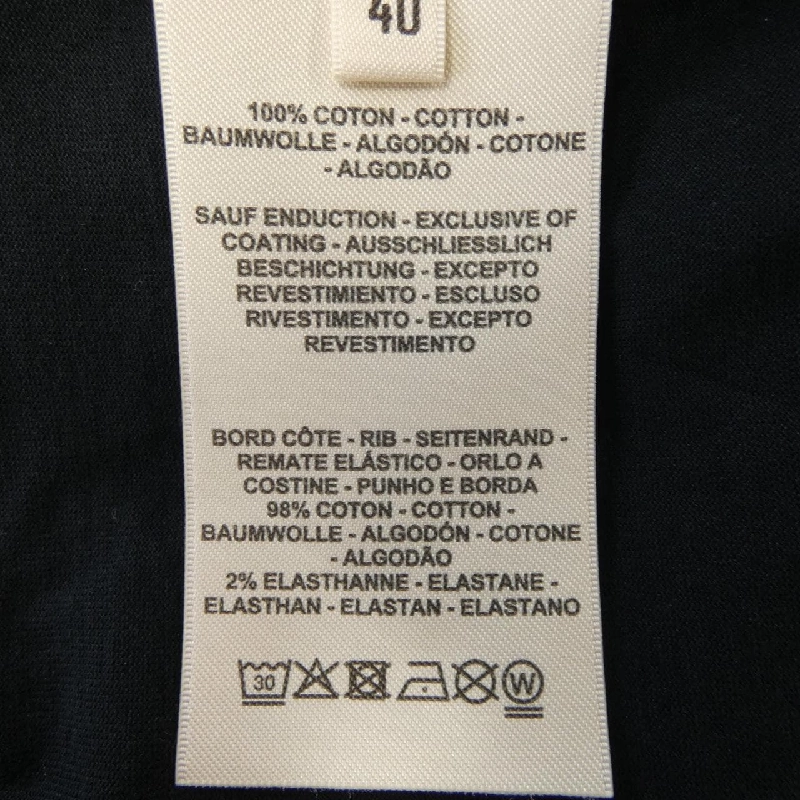 40
100% COTON - COTTON -
BAUMWOLLE - ALGODÓN - COTONE
- ALGODÃO
SAUF ENDUCTION - EXCLUSIVE OF
COATING - AUSSCHLIESSLICH
BESCHICHTUNG - EXCEPTO
REVESTIMIENTO - ESCLUSO
RIVESTIMENTO - EXCEPTO
REVESTIMENTO
BORD CÔTE - RIB - SEITENRAND -
REMATE ELÁSTICO - ORLO A
COSTINE - PUNHO E BORDA
98% COTON - COTTON -
BAUMWOLLE - ALGODÓN - COTONE
- ALGODÃO
2% ELASTHANNE - ELASTANE -
ELASTHAN - ELASTAN - ELASTANO
30 W